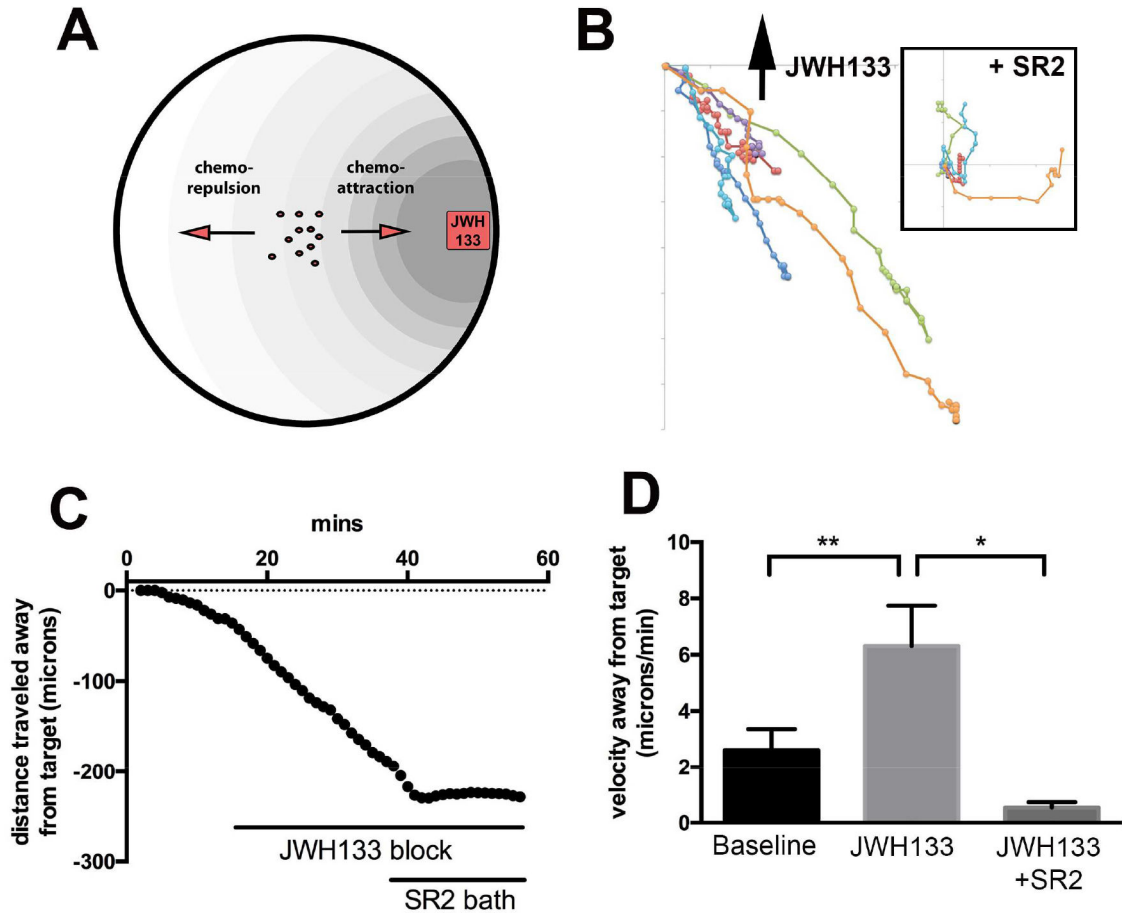 A
chemo-
repulsion
chemo-
attraction
JWH
133
B
JWH133
+ SR2
C
mins
0
20
40
60
0
-100
-200
-300
distance traveled away
from target (microns)
JWH133 block
SR2 bath
D
velocity away from target
(microns/min)
10
8
6
4
2
0
**
*
Baseline
JWH133
JWH133
+SR2